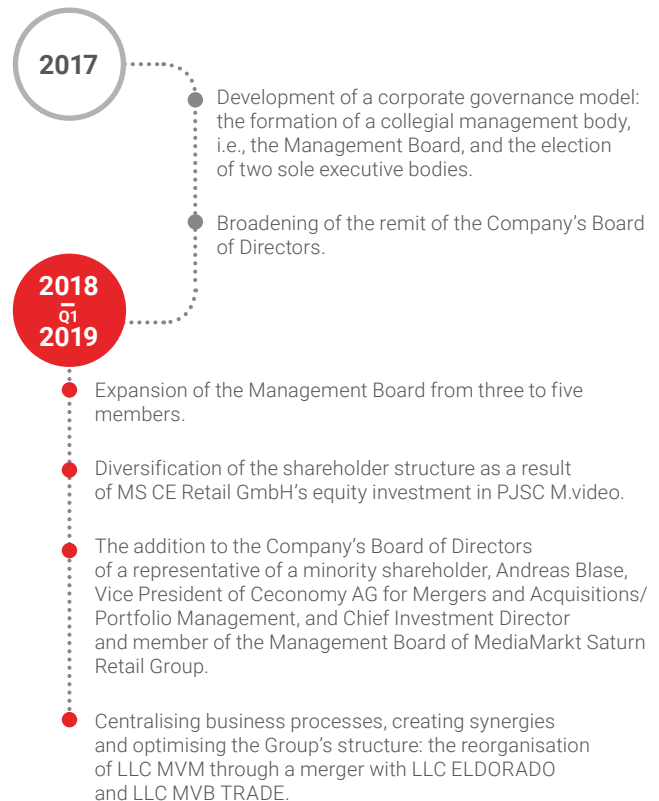 2017
Development of a corporate governance model:
the formation of a collegial management body,
i.e., the Management Board, and the election
of two sole executive bodies.
Broadening of the remit of the Company’s Board
of Directors.
2018
–
Q1
2019
Expansion of the Management Board from three to five
members.
Diversification of the shareholder structure as a result
of MS CE Retail GmbH’s equity investment in PJSC M.video.
The addition to the Company’s Board of Directors
of a representative of a minority shareholder, Andreas Blase,
Vice President of Ceconomy AG for Mergers and Acquisitions/
Portfolio Management, and Chief Investment Director
and member of the Management Board of MediaMarkt Saturn
Retail Group.
Centralising business processes, creating synergies
and optimising the Group’s structure: the reorganisation
of LLC MVM through a merger with LLC ELDORADO
and LLC MVB TRADE.